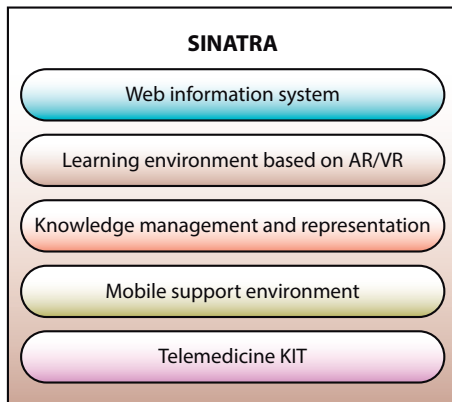 SINATRA
Web information system
Learning environment based on AR/VR
Knowledge management and representation
Mobile support environment
Telemedicine KIT